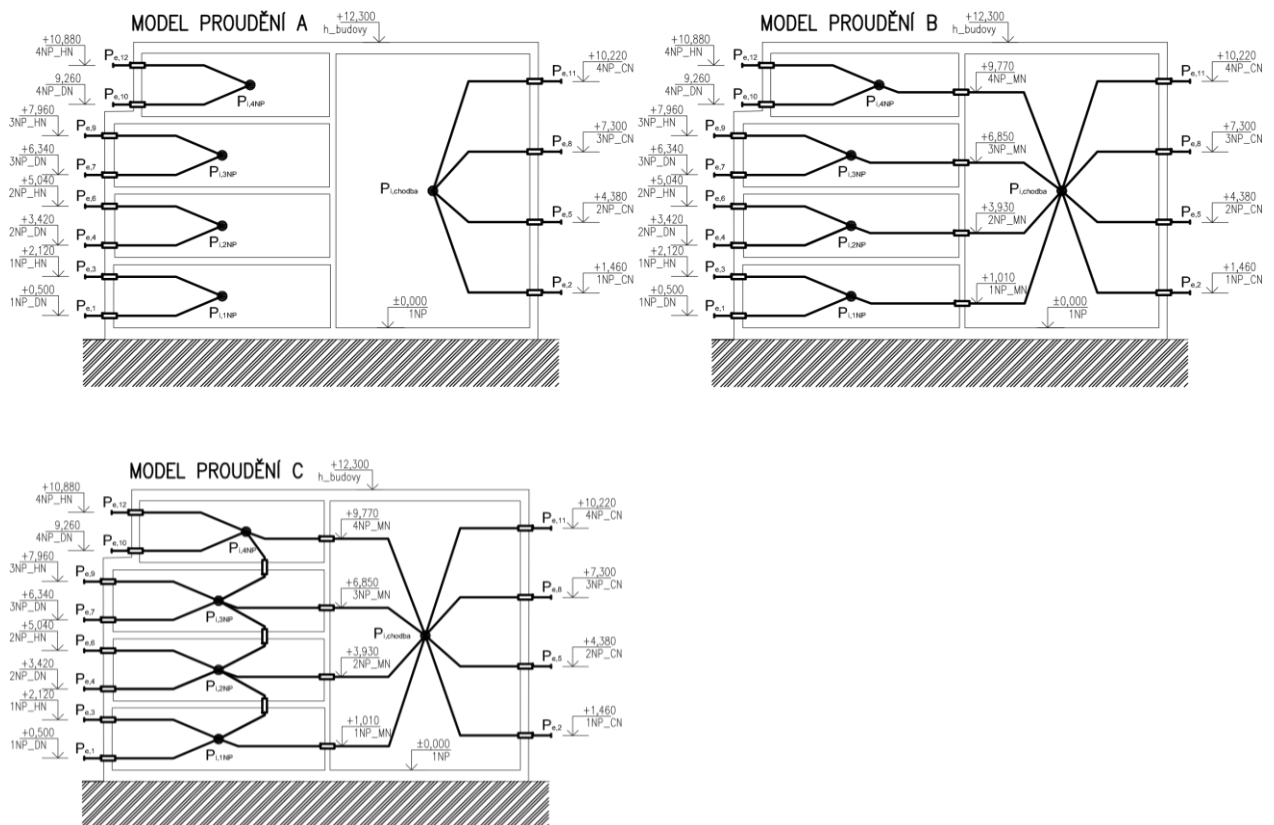 MODEL PROUDĚNÍ A
+12,300
h_budovy
+10,880
4NP_HN
Pe,12
9,260
4NP_DN
Pe,10
Pi,4NP
+7,960
3NP_HN
Pe,9
+6,340
3NP_DN
Pe,7
Pi,3NP
+5,040
2NP_HN
Pe,6
+3,420
2NP_DN
Pe,4
Pi,2NP
+2,120
1NP_HN
Pe,3
+0,500
1NP_DN
Pe,1
Pi,1NP
Pi,chodba
±0,000
1NP
Pe,11
+10,220
4NP_CN
Pe,8
+7,300
3NP_CN
Pe,5
+4,380
2NP_CN
Pe,2
+1,460
1NP_CN
MODEL PROUDĚNÍ B
+12,300
h_budovy
+10,880
4NP_HN
Pe,12
9,260
4NP_DN
Pe,10
Pi,4NP
+7,960
3NP_HN
Pe,9
+6,340
3NP_DN
Pe,7
Pi,3NP
+5,040
2NP_HN
Pe,6
+3,420
2NP_DN
Pe,4
Pi,2NP
+2,120
1NP_HN
Pe,3
+0,500
1NP_DN
Pe,1
Pi,1NP
+9,770
4NP_MN
+6,850
3NP_MN
+3,930
2NP_MN
+1,010
1NP_MN
Pi,chodba
±0,000
1NP
Pe,11
+10,220
4NP_CN
Pe,8
+7,300
3NP_CN
Pe,5
+4,380
2NP_CN
Pe,2
+1,460
1NP_CN
MODEL PROUDĚNÍ C
+12,300
h_budovy
+10,880
4NP_HN
Pe,12
9,260
4NP_DN
Pe,10
Pi,4NP
+7,960
3NP_HN
Pe,9
+6,340
3NP_DN
Pe,7
Pi,3NP
+5,040
2NP_HN
Pe,6
+3,420
2NP_DN
Pe,4
Pi,2NP
+2,120
1NP_HN
Pe,3
+0,500
1NP_DN
Pe,1
Pi,1NP
+9,770
4NP_MN
+6,850
3NP_MN
+3,930
2NP_MN
+1,010
1NP_MN
Pi,chodba
±0,000
1NP
Pe,11
+10,220
4NP_CN
Pe,8
+7,300
3NP_CN
Pe,5
+4,380
2NP_CN
Pe,2
+1,460
1NP_CN